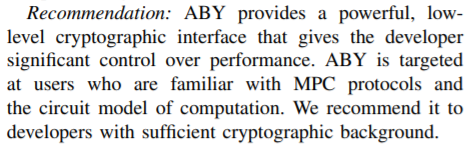 Recommendation: ABY provides a powerful, low-
level cryptographic interface that gives the developer
significant control over performance. ABY is targeted
at users who are familiar with MPC protocols and
the circuit model of computation. We recommend it to
developers with sufficient cryptographic background.